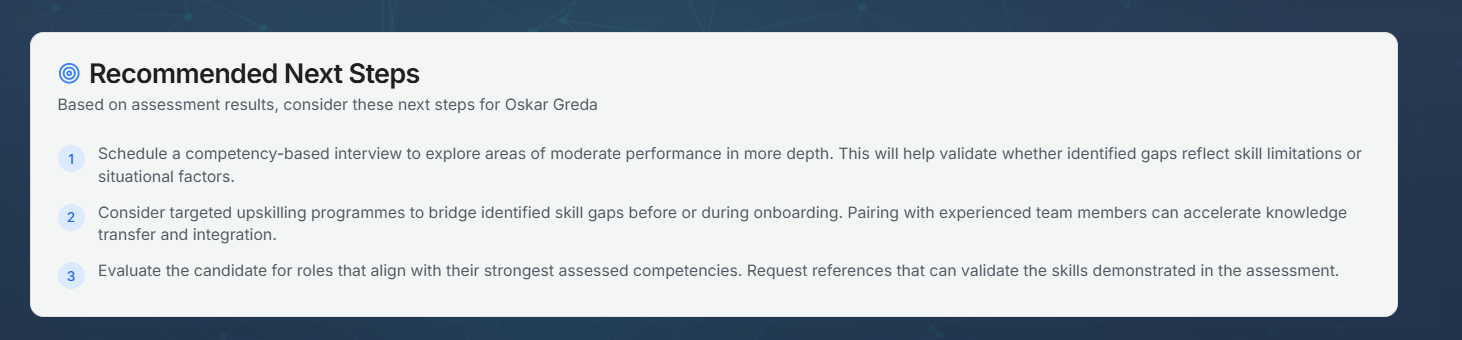 Recommended Next Steps
Based on assessment results, consider these next steps for Oskar Greda
1 Schedule a competency-based interview to explore areas of moderate performance in more depth. This will help validate whether identified gaps reflect skill limitations or
situational factors.
2 Consider targeted upskilling programmes to bridge identified skill gaps before or during onboarding. Pairing with experienced team members can accelerate knowledge
transfer and integration.
3 Evaluate the candidate for roles that align with their strongest assessed competencies. Request references that can validate the skills demonstrated in the assessment.